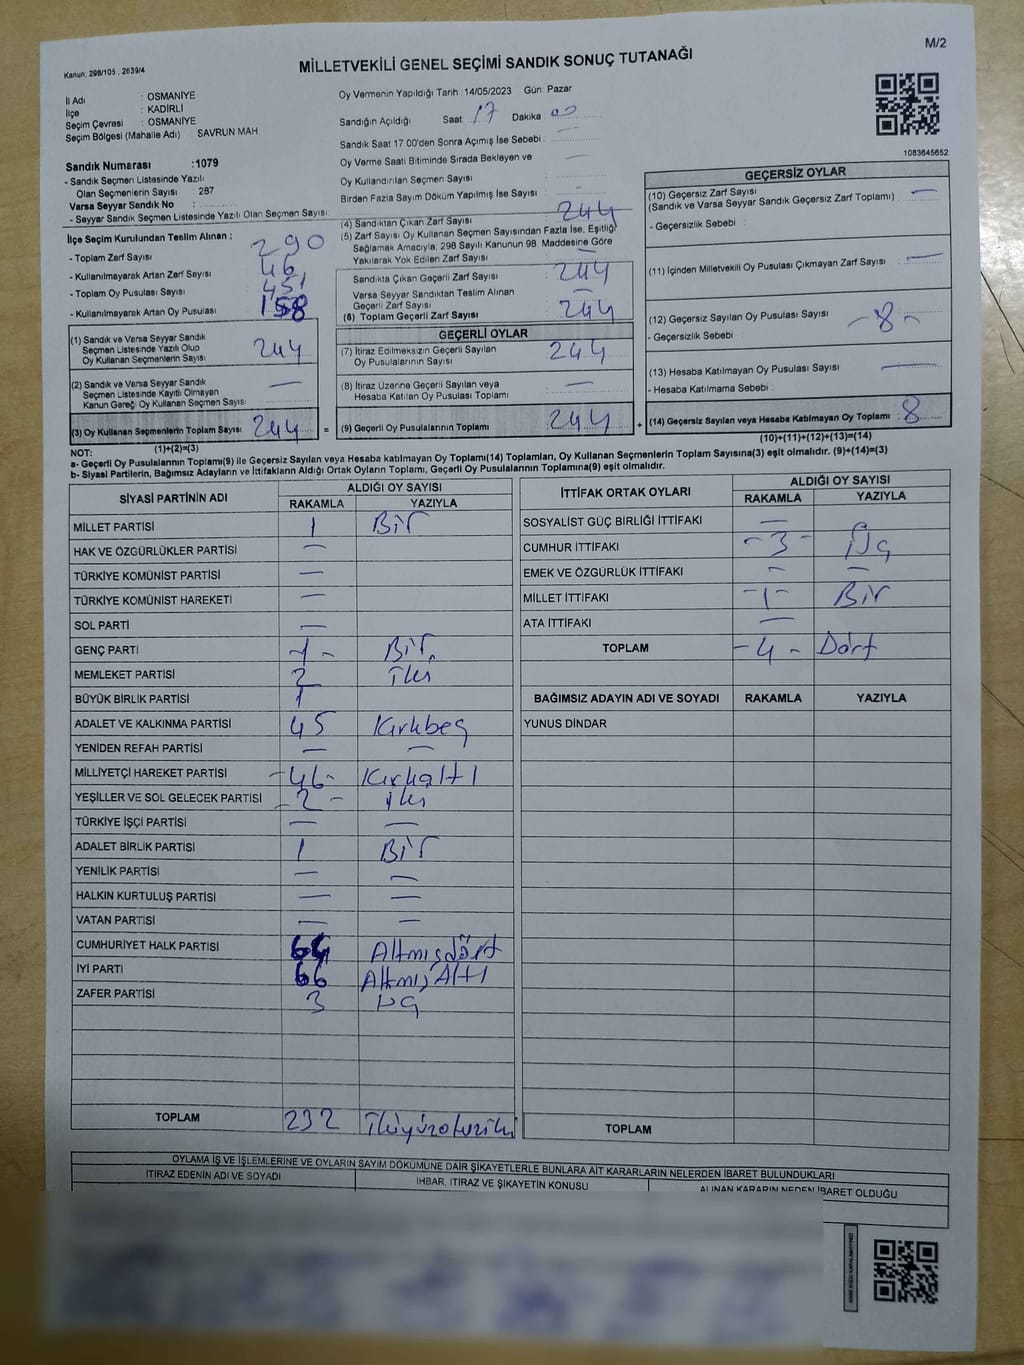 M/2
Kanun; 298/105 , 2839/4
MİLLETVEKİLİ GENEL SEÇİMİ SANDIK SONUÇ TUTANAĞI
İl Adı : OSMANİYE
İlçe : KADİRLİ
Seçim Çevresi : OSMANİYE
Seçim Bölgesi (Mahalle Adı) : SAVRUN MAH
Sandık Numarası :1079
- Sandık Seçmen Listesinde Yazılı
Olan Seçmenlerin Sayısı : 287
Varsa Seyyar Sandık No :
- Seyyar Sandık Seçmen Listesinde Yazılı Olan Seçmen Sayısı
İlçe Seçim Kurulundan Teslim Alınan :
- Toplam Zarf Sayısı 290
- Kullanılmayarak Artan Zarf Sayısı 46
- Toplam Oy Pusulası Sayısı 451
- Kullanılmayarak Artan Oy Pusulası 158
(1) Sandık ve Varsa Seyyar Sandık
Seçmen Listesinde Yazılı Olup
Oy Kullanan Seçmenlerin Sayısı 244
(2) Sandık ve Varsa Seyyar Sandık
Seçmen Listesinde Kayıtlı Olmayan
Kanun Gereği Oy Kullanan Seçmen Sayısı —
(3) Oy Kullanan Seçmenlerin Toplam Sayısı 244 =
(1)+(2)=(3)
Oy Vermenin Yapıldığı Tarih :14/05/2023 Gün: Pazar
Sandığın Açıldığı Saat : 17 Dakika : 00
Sandık Saat 17 00'den Sonra Açımış İse Sebebi : —
Oy Verme Saati Bitiminde Sırada Bekleyen ve —
Oy Kullandırılan Seçmen Sayısı :
Birden Fazla Sayım Döküm Yapılmış İse Sayısı : —
(4) Sandıktan Çıkan Zarf Sayısı : 244
(5) Zarf Sayısı Oy Kullanan Seçmen Sayısından Fazla İse, Eşitliği
Sağlamak Amacıyla, 298 Sayılı Kanunun 98. Maddesine Göre
Yakılarak Yok Edilen Zarf Sayısı : —
Sandıkta Çıkan Geçerli Zarf Sayısı : 244
Varsa Seyyar Sandıktan Teslim Alınan
Geçerli Zarf Sayısı : —
(6) Toplam Geçerli Zarf Sayısı : 244
GEÇERLİ OYLAR
(7) İtiraz Edilmeksizin Geçerli Sayılan
Oy Pusulalarının Sayısı : 244
(8) İtiraz Üzerine Geçerli Sayılan veya
Hesaba Katılan Oy Pusulası Toplamı : —
(9) Geçerli Oy Pusulalarının Toplamı : 244 +
1083645652
GEÇERSİZ OYLAR
(10) Geçersiz Zarf Sayısı
(Sandık ve Varsa Seyyar Sandık Geçersiz Zarf Toplamı) : —
- Geçersizlik Sebebi :
(11) İçinden Milletvekili Oy Pusulası Çıkmayan Zarf Sayısı : —
(12) Geçersiz Sayılan Oy Pusulası Sayısı : -8-
- Geçersizlik Sebebi :
(13) Hesaba Katılmayan Oy Pusulası Sayısı : —
- Hesaba Katılmama Sebebi :
(14) Geçersiz Sayılan veya Hesaba Katılmayan Oy Toplamı : 8
(10)+(11)+(12)+(13)=(14)
NOT:
a- Geçerli Oy Pusulalarının Toplamı(9) ile Geçersiz Sayılan veya Hesaba Katılmayan Oy Toplamı(14) Toplamları, Oy Kullanan Seçmenlerin Toplam Sayısına(3) eşit olmalıdır. (9)+(14)=(3)
b- Siyasi Partilerin, Bağımsız Adayların ve İttifakların Aldığı Ortak Oyların Toplamı, Geçerli Oy Pusulalarının Toplamına(9) eşit olmalıdır.
SİYASİ PARTİNİN ADI ALDIĞI OY SAYISI
RAKAMLA YAZIYLA
MİLLET PARTİSİ 1 Bir
HAK VE ÖZGÜRLÜKLER PARTİSİ —
TÜRKİYE KOMÜNİST PARTİSİ —
TÜRKİYE KOMÜNİST HAREKETİ —
SOL PARTİ —
GENÇ PARTİ -1- Bir
MEMLEKET PARTİSİ 2 iki
BÜYÜK BİRLİK PARTİSİ 1
ADALET VE KALKINMA PARTİSİ 45 Kırkbeş
YENİDEN REFAH PARTİSİ — —
MİLLİYETÇİ HAREKET PARTİSİ -46- Kırkaltı
YEŞİLLER VE SOL GELECEK PARTİSİ -2- iki
TÜRKİYE İŞÇİ PARTİSİ — —
ADALET BİRLİK PARTİSİ 1 Bir
YENİLİK PARTİSİ — —
HALKIN KURTULUŞ PARTİSİ — —
VATAN PARTİSİ — —
CUMHURİYET HALK PARTİSİ 64 Altmışdört
İYİ PARTİ 66 Altmış Altı
ZAFER PARTİSİ 3 üç
TOPLAM 232 İkiyüzotuziki
İTTİFAK ORTAK OYLARI ALDIĞI OY SAYISI
RAKAMLA YAZIYLA
SOSYALİST GÜÇ BİRLİĞİ İTTİFAKI —
CUMHUR İTTİFAKI -3- Üç
EMEK VE ÖZGÜRLÜK İTTİFAKI - —
MİLLET İTTİFAKI -1- Bir
ATA İTTİFAKI —
TOPLAM -4- Dört
BAĞIMSIZ ADAYIN ADI VE SOYADI RAKAMLA YAZIYLA
YUNUS DİNDAR
TOPLAM
OYLAMA İŞ VE İŞLEMLERİNE VE OYLARIN SAYIM DÖKÜMÜNE DAİR ŞİKAYETLERLE BUNLARA AİT KARARLARIN NELERDEN İBARET BULUNDUKLARI
İTİRAZ EDENİN ADI VE SOYADI İHBAR, İTİRAZ VE ŞİKAYETİN KONUSU ALINAN KARARIN NEDEN İBARET OLDUĞU